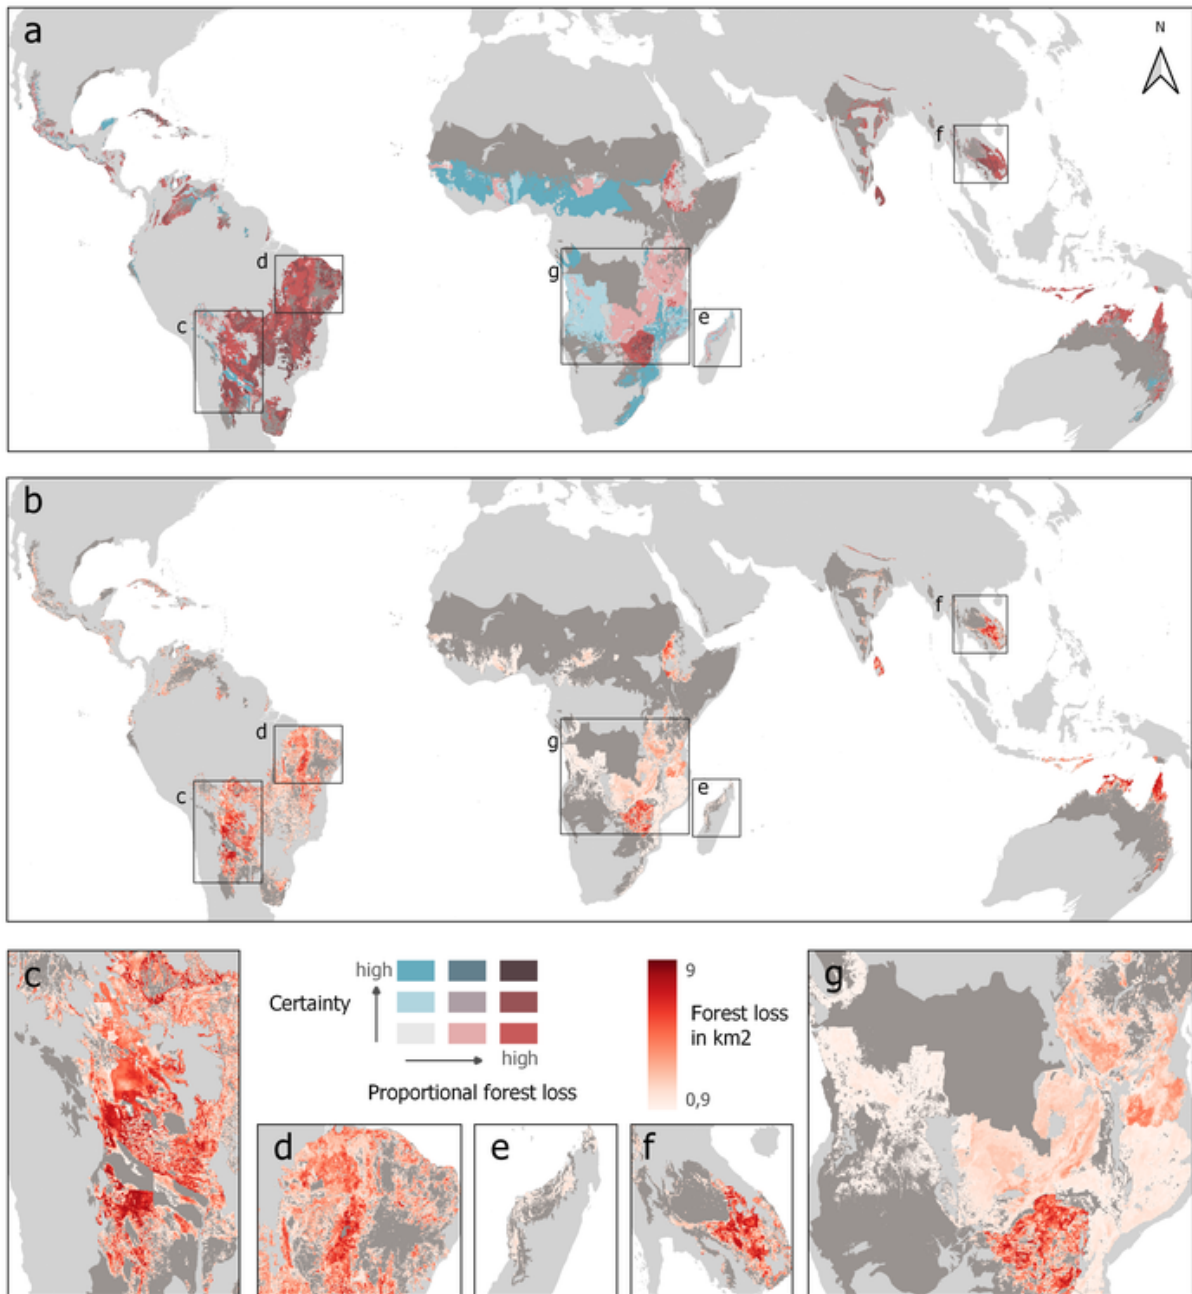 a
N
f
d
g
c
e
b
f
d
g
c
e
c
high
Certainty
high
Proportional forest loss
9
Forest loss
in km2
0,9
g
d
e
f